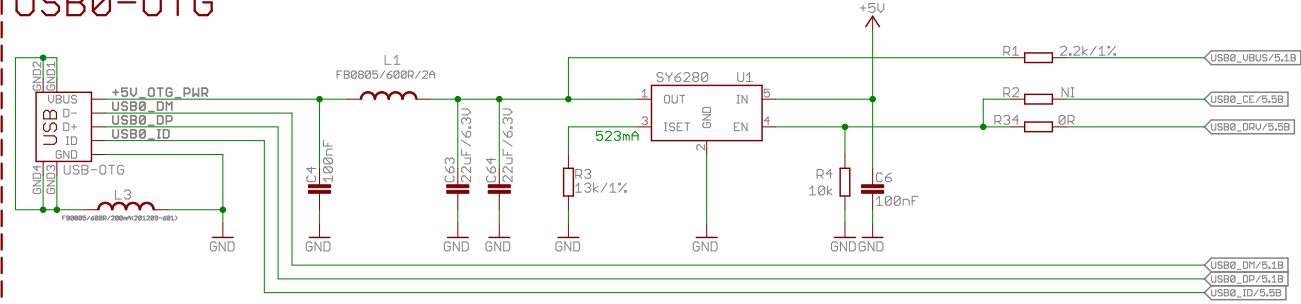 USB0-OTG
+5V
L1
FB0805/600R/2A
R1 2.2k/1%
USB0_VBUS/5.1B
GND2
GND1
SY6280 U1
+5V_OTG_PWR
VBUS
1 OUT IN 5
R2 NI
USB0_CE/5.5B
USB0_DM
D-
USB0_DP
D+
3 ISET EN 4
GND
2
R34 0R
USB0_DRV/5.5B
523mA
USB0_ID
ID
USB
GND
GND4
GND3
USB-OTG
C4
100nF
C63
22uF/6.3V
C64
22uF/6.3V
R3
13k/1%
R4
10k
C6
100nF
L3
FB0805/600R/200mA(201209-601)
GND GND GND GND GND GND GND GND
USB0_DM/5.1B
USB0_DP/5.1B
USB0_ID/5.5B